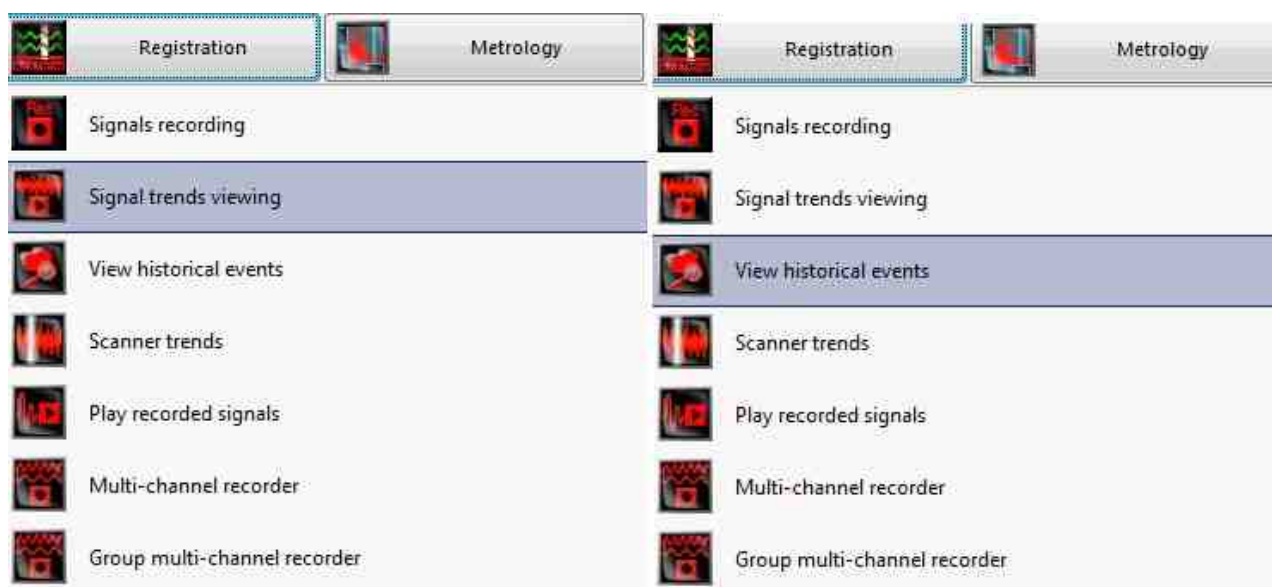 Registration
Metrology
Signals recording
Signal trends viewing
View historical events
Scanner trends
Play recorded signals
Multi-channel recorder
Group multi-channel recorder
Registration
Metrology
Signals recording
Signal trends viewing
View historical events
Scanner trends
Play recorded signals
Multi-channel recorder
Group multi-channel recorder